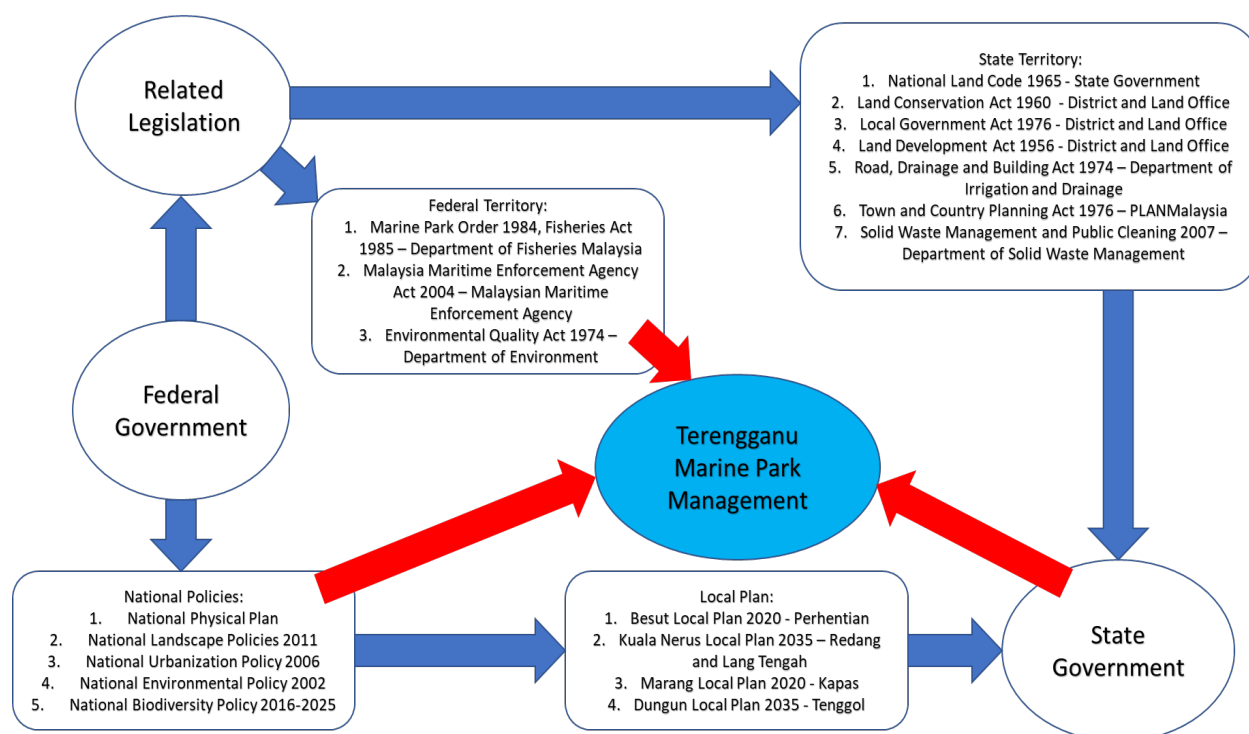 Related
Legislation
State Territory:
1. National Land Code 1965 - State Government
2. Land Conservation Act 1960 - District and Land Office
3. Local Government Act 1976 - District and Land Office
4. Land Development Act 1956 - District and Land Office
5. Road, Drainage and Building Act 1974 – Department of
Irrigation and Drainage
6. Town and Country Planning Act 1976 – PLANMalaysia
7. Solid Waste Management and Public Cleaning 2007 –
Department of Solid Waste Management
Federal Territory:
1. Marine Park Order 1984, Fisheries Act
1985 – Department of Fisheries Malaysia
2. Malaysia Maritime Enforcement Agency
Act 2004 – Malaysian Maritime
Enforcement Agency
3. Environmental Quality Act 1974 –
Department of Environment
Federal
Government
Terengganu
Marine Park
Management
National Policies:
1. National Physical Plan
2. National Landscape Policies 2011
3. National Urbanization Policy 2006
4. National Environmental Policy 2002
5. National Biodiversity Policy 2016-2025
Local Plan:
1. Besut Local Plan 2020 - Perhentian
2. Kuala Nerus Local Plan 2035 – Redang
and Lang Tengah
3. Marang Local Plan 2020 - Kapas
4. Dungun Local Plan 2035 - Tenggol
State
Government